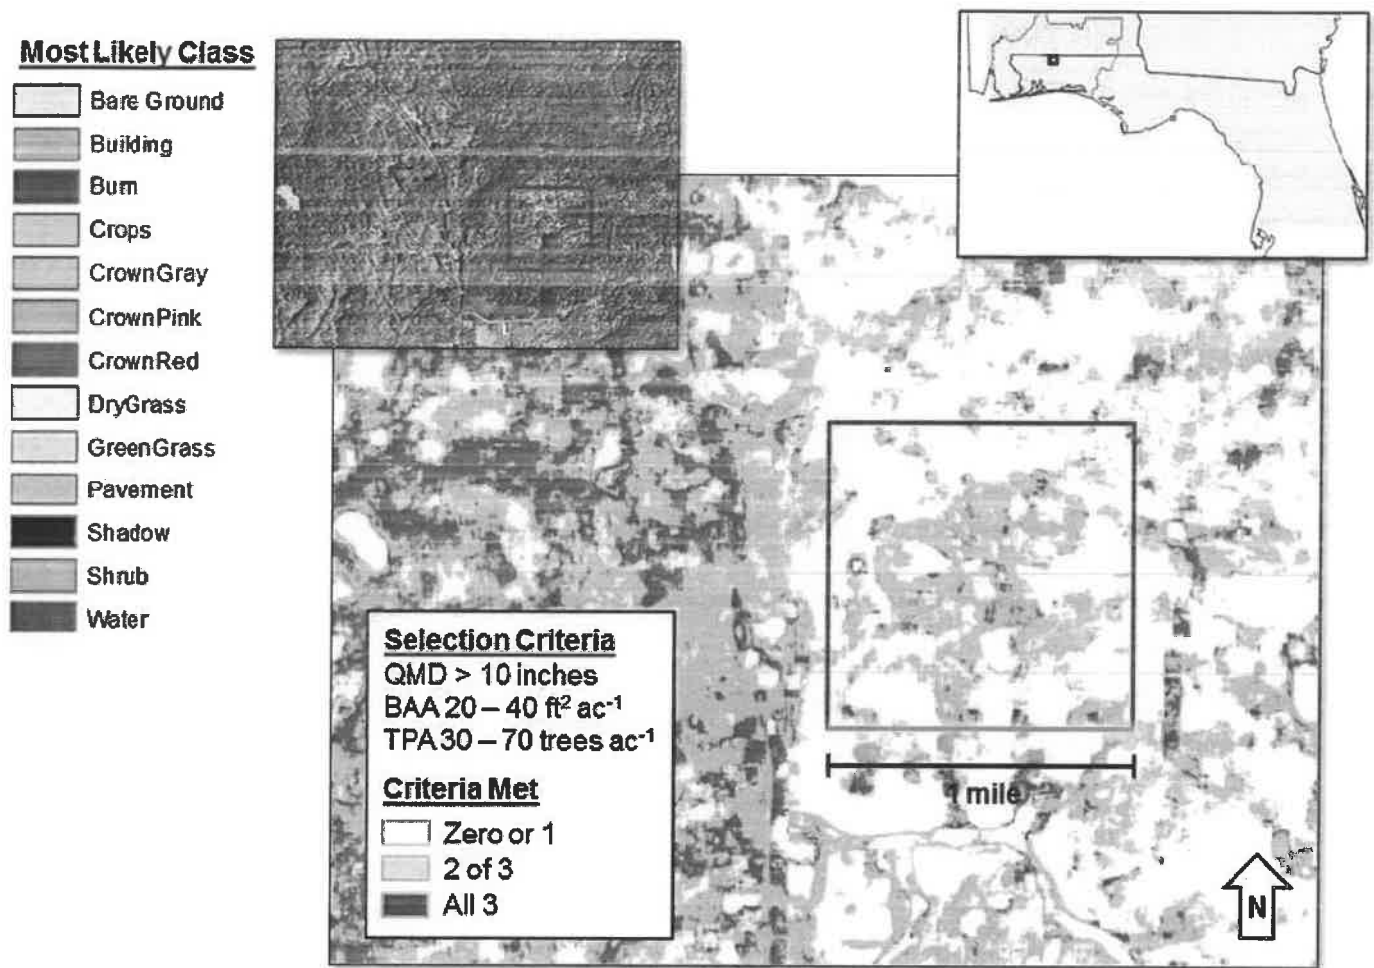 Most Likely Class
Bare Ground
Building
Burn
Crops
CrownGray
CrownPink
CrownRed
DryGrass
GreenGrass
Pavement
Shadow
Shrub
Water
Selection Criteria
QMD > 10 inches
BAA 20 – 40 ft² ac⁻¹
TPA 30 – 70 trees ac⁻¹
Criteria Met
Zero or 1
2 of 3
All 3
1 mile
N